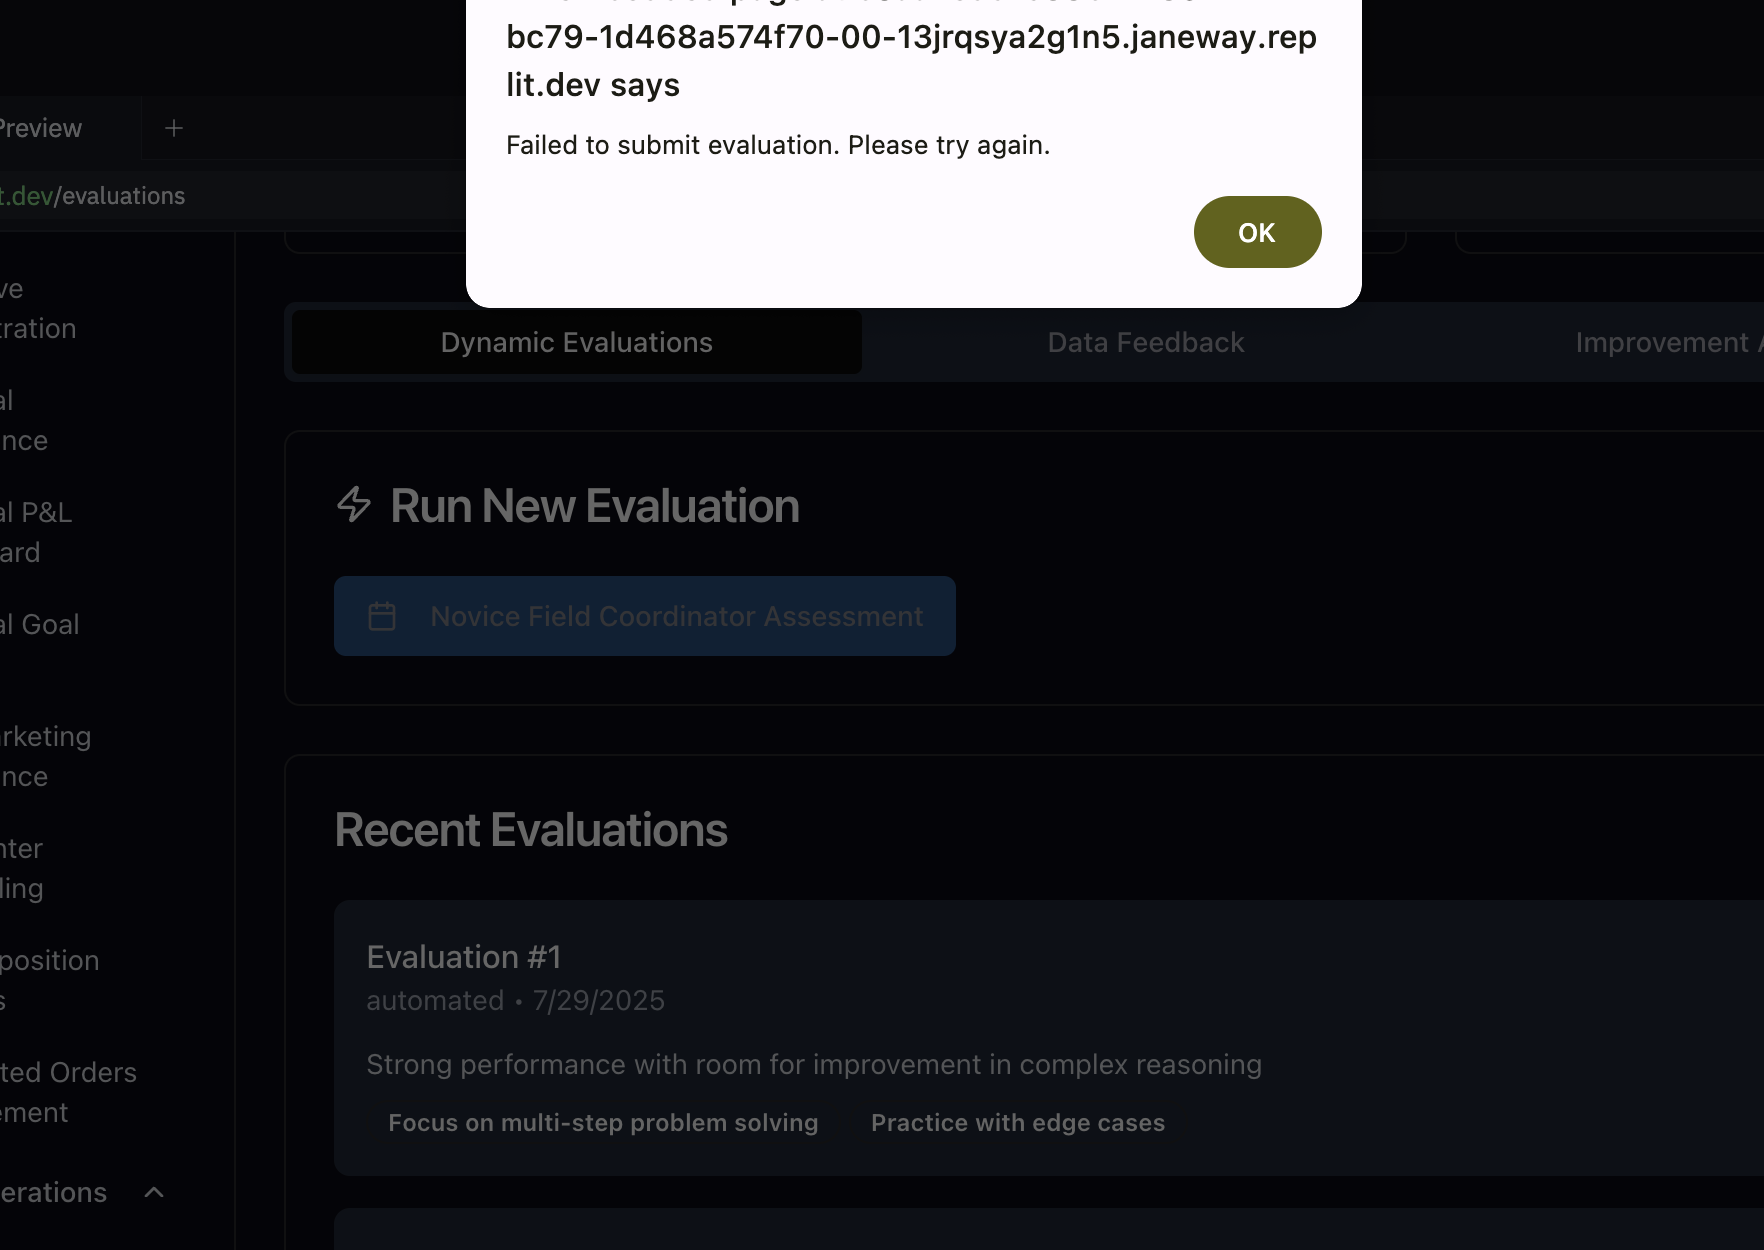 bc79-1d468a574f70-00-13jrqsya2g1n5.janeway.rep
lit.dev says
Failed to submit evaluation. Please try again.
OK
Preview
+
t.dev/evaluations
ve
tration
al
nce
al P&L
ard
al Goal
rketing
nce
nter
ling
position
s
ted Orders
ement
erations
Dynamic Evaluations
Data Feedback
Improvement
Run New Evaluation
Novice Field Coordinator Assessment
Recent Evaluations
Evaluation #1
automated • 7/29/2025
Strong performance with room for improvement in complex reasoning
Focus on multi-step problem solving
Practice with edge cases